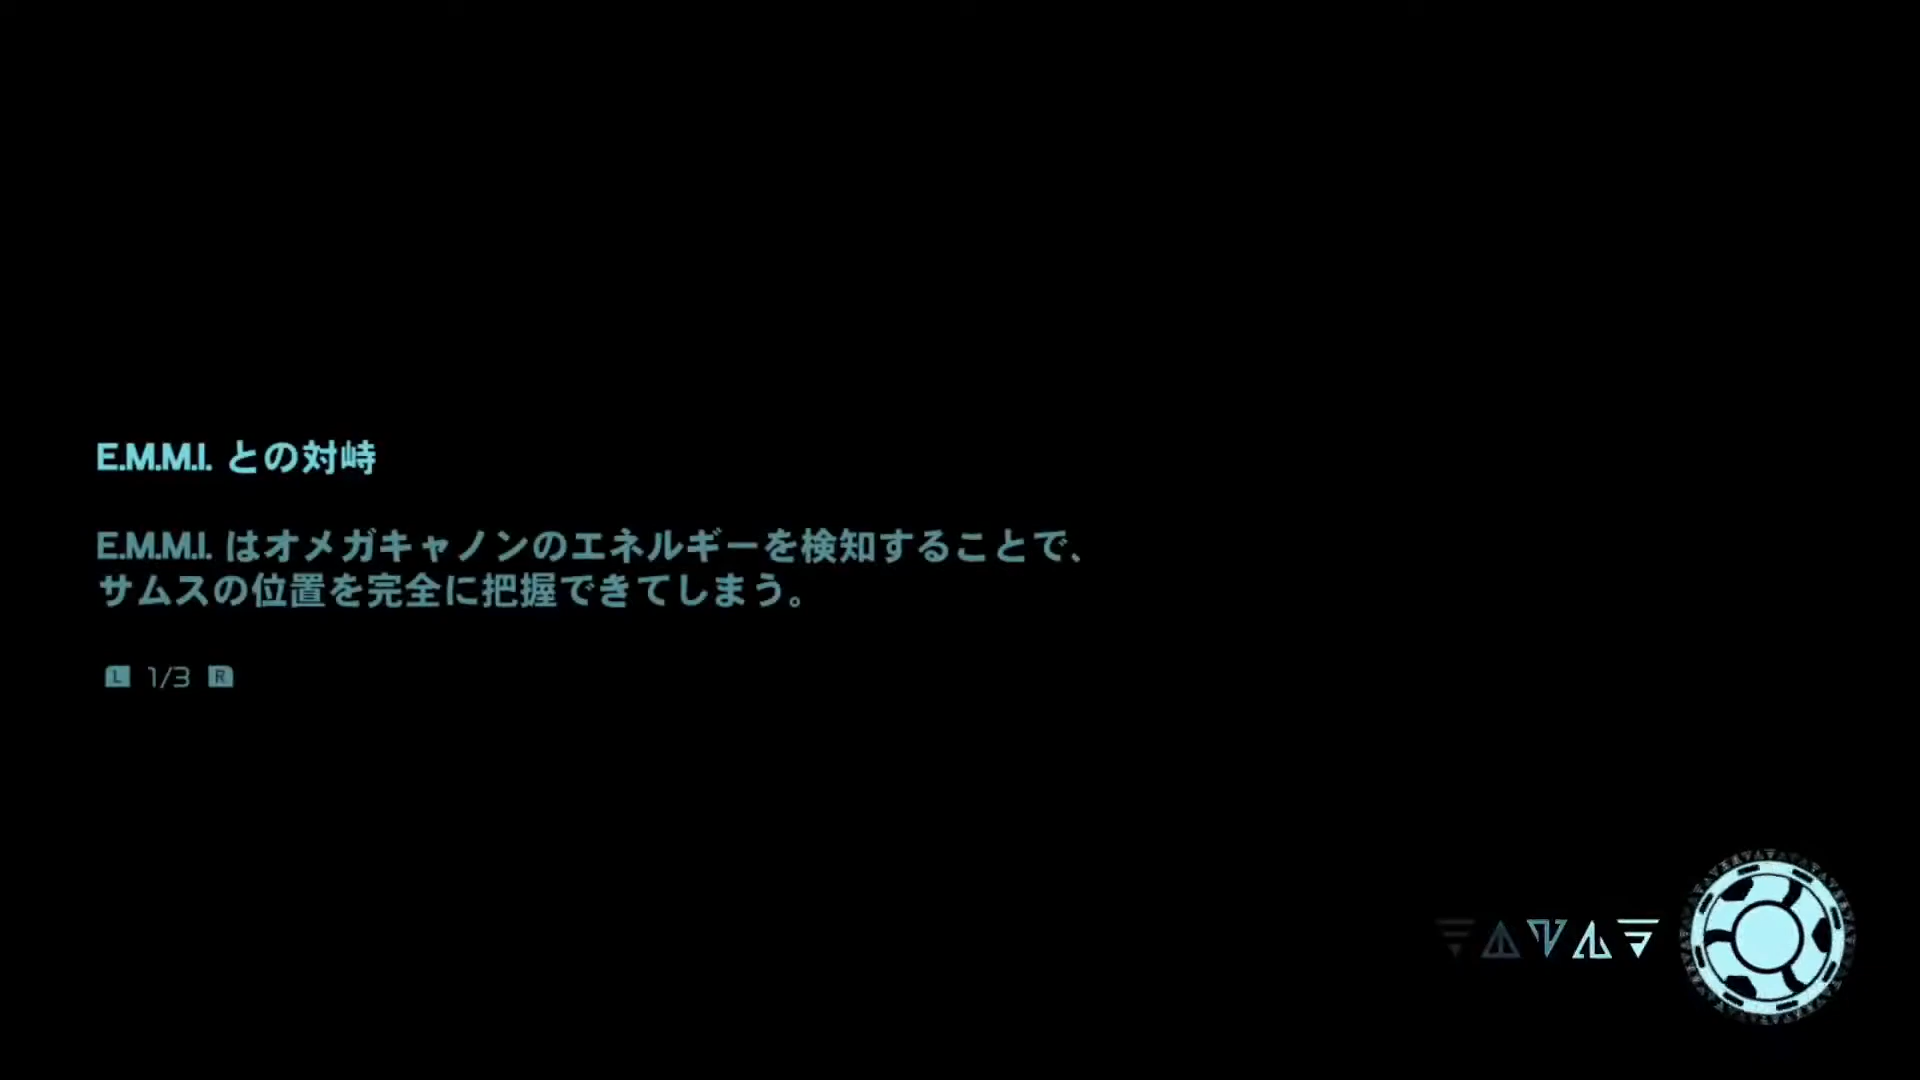 E.M.M.I. との対峙
E.M.M.I. はオメガキャノンのエネルギーを検知することで、
サムスの位置を完全に把握できてしまう。
L 1/3 R